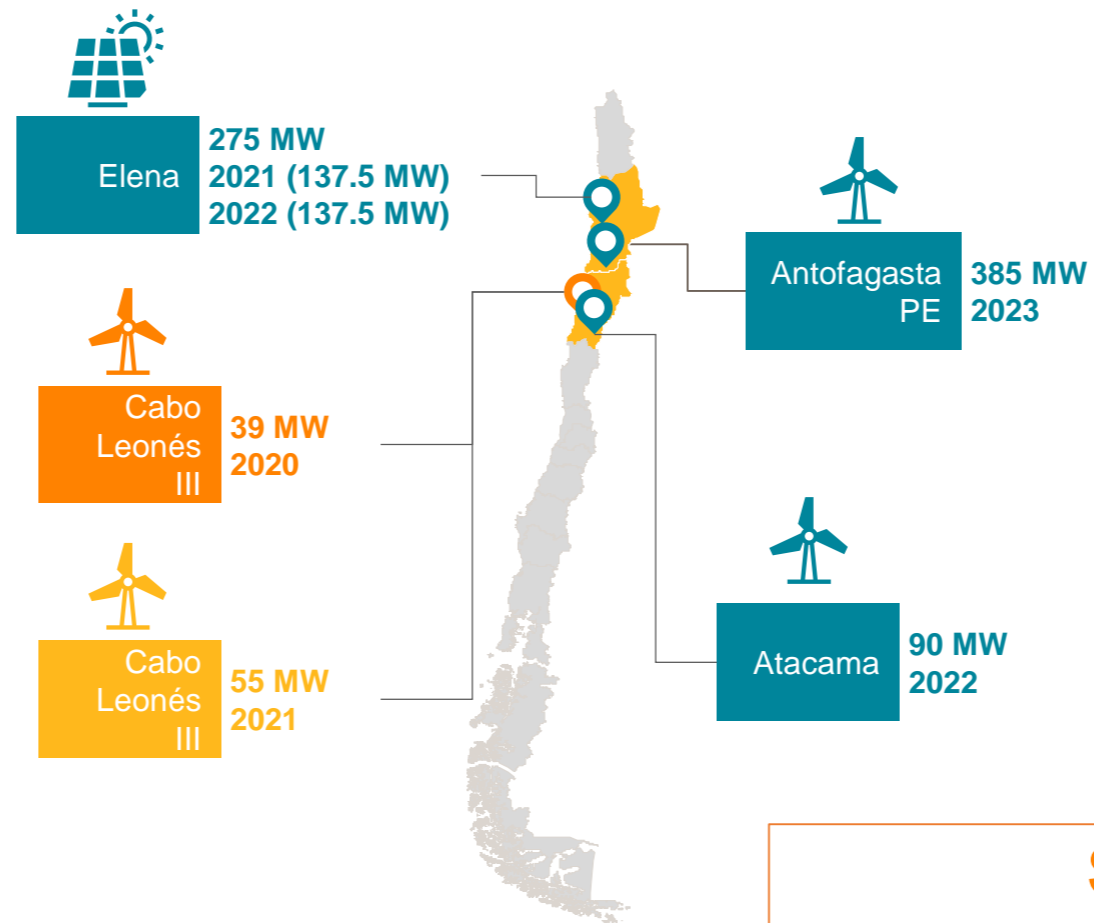 Elena
275 MW
2021 (137.5 MW)
2022 (137.5 MW)
Antofagasta
PE
385 MW
2023
Cabo
Leonés
III
39 MW
2020
Cabo
Leonés
III
55 MW
2021
Atacama
90 MW
2022